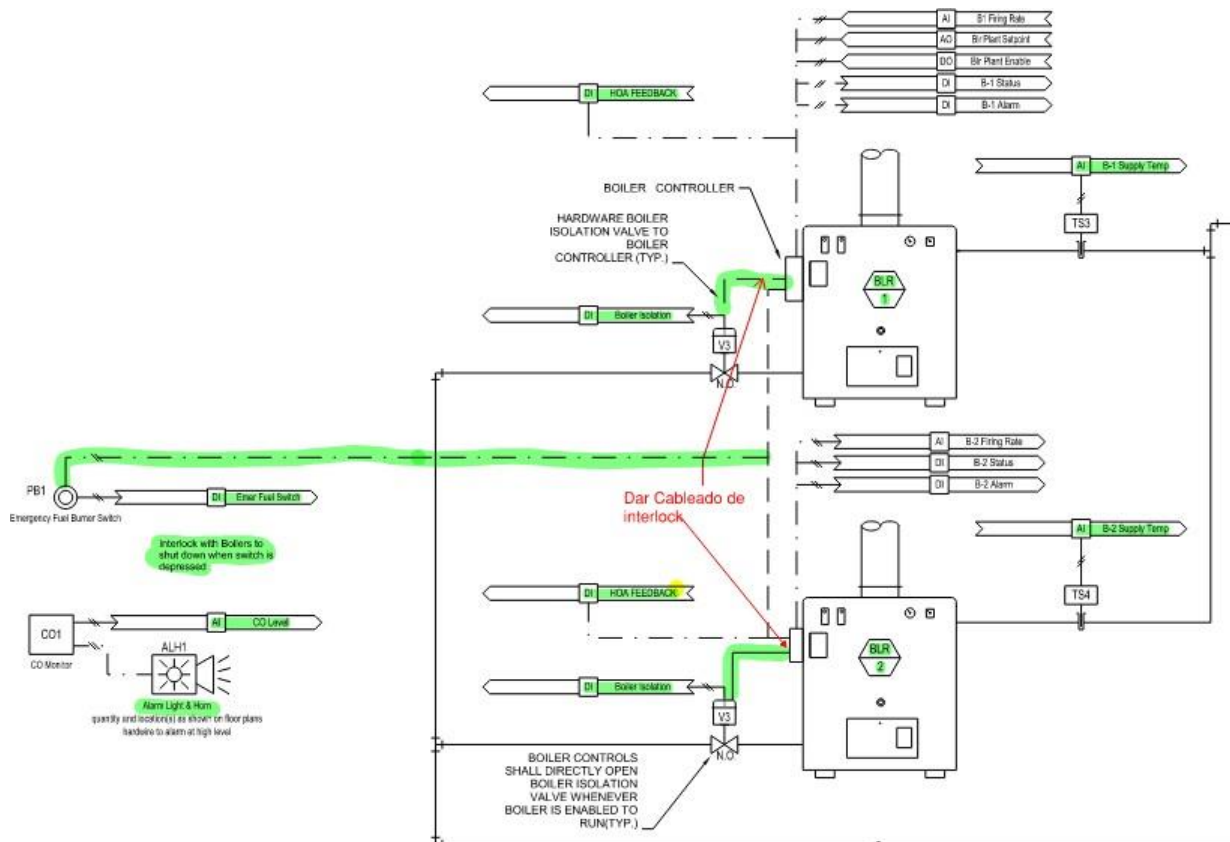 AI B1 Firing Rate
AO Blr Plant Setpoint
DO Blr Plant Enable
DI B-1 Status
DI B-1 Alarm
DI HOA FEEDBACK
AI B-1 Supply Temp
BOILER CONTROLLER
TS3
HARDWARE BOILER
ISOLATION VALVE TO
BOILER
CONTROLLER (TYP.)
BLR
1
DI Boiler Isolation
V3
N.O.
AI B-2 Firing Rate
DI B-2 Status
DI B-2 Alarm
PB1
DI Emer Fuel Switch
Emergency Fuel Burner Switch
Dar Cableado de
interlock
AI B-2 Supply Temp
Interlock with Boilers to
shut down when switch is
depressed
DI HOA FEEDBACK
TS4
AI CO Level
CO1
CO Monitor
ALH1
BLR
2
DI Boiler Isolation
V3
N.O.
Alarm Light & Horn
quantity and location(s) as shown on floor plans
hardwire to alarm at high level
BOILER CONTROLS
SHALL DIRECTLY OPEN
BOILER ISOLATION
VALVE WHENEVER
BOILER IS ENABLED TO
RUN(TYP.)